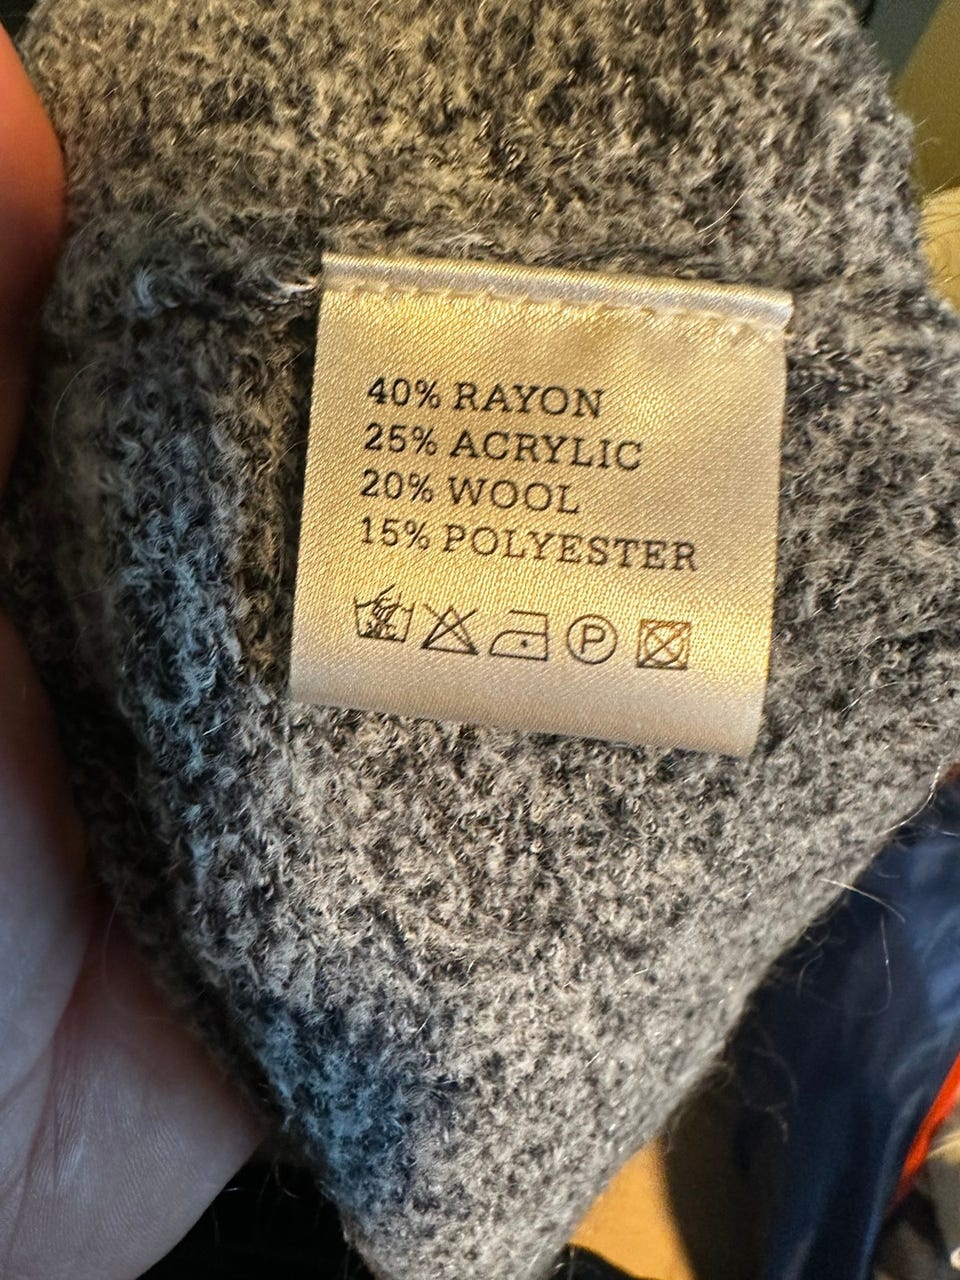 40% RAYON
25% ACRYLIC
20% WOOL
15% POLYESTER
P